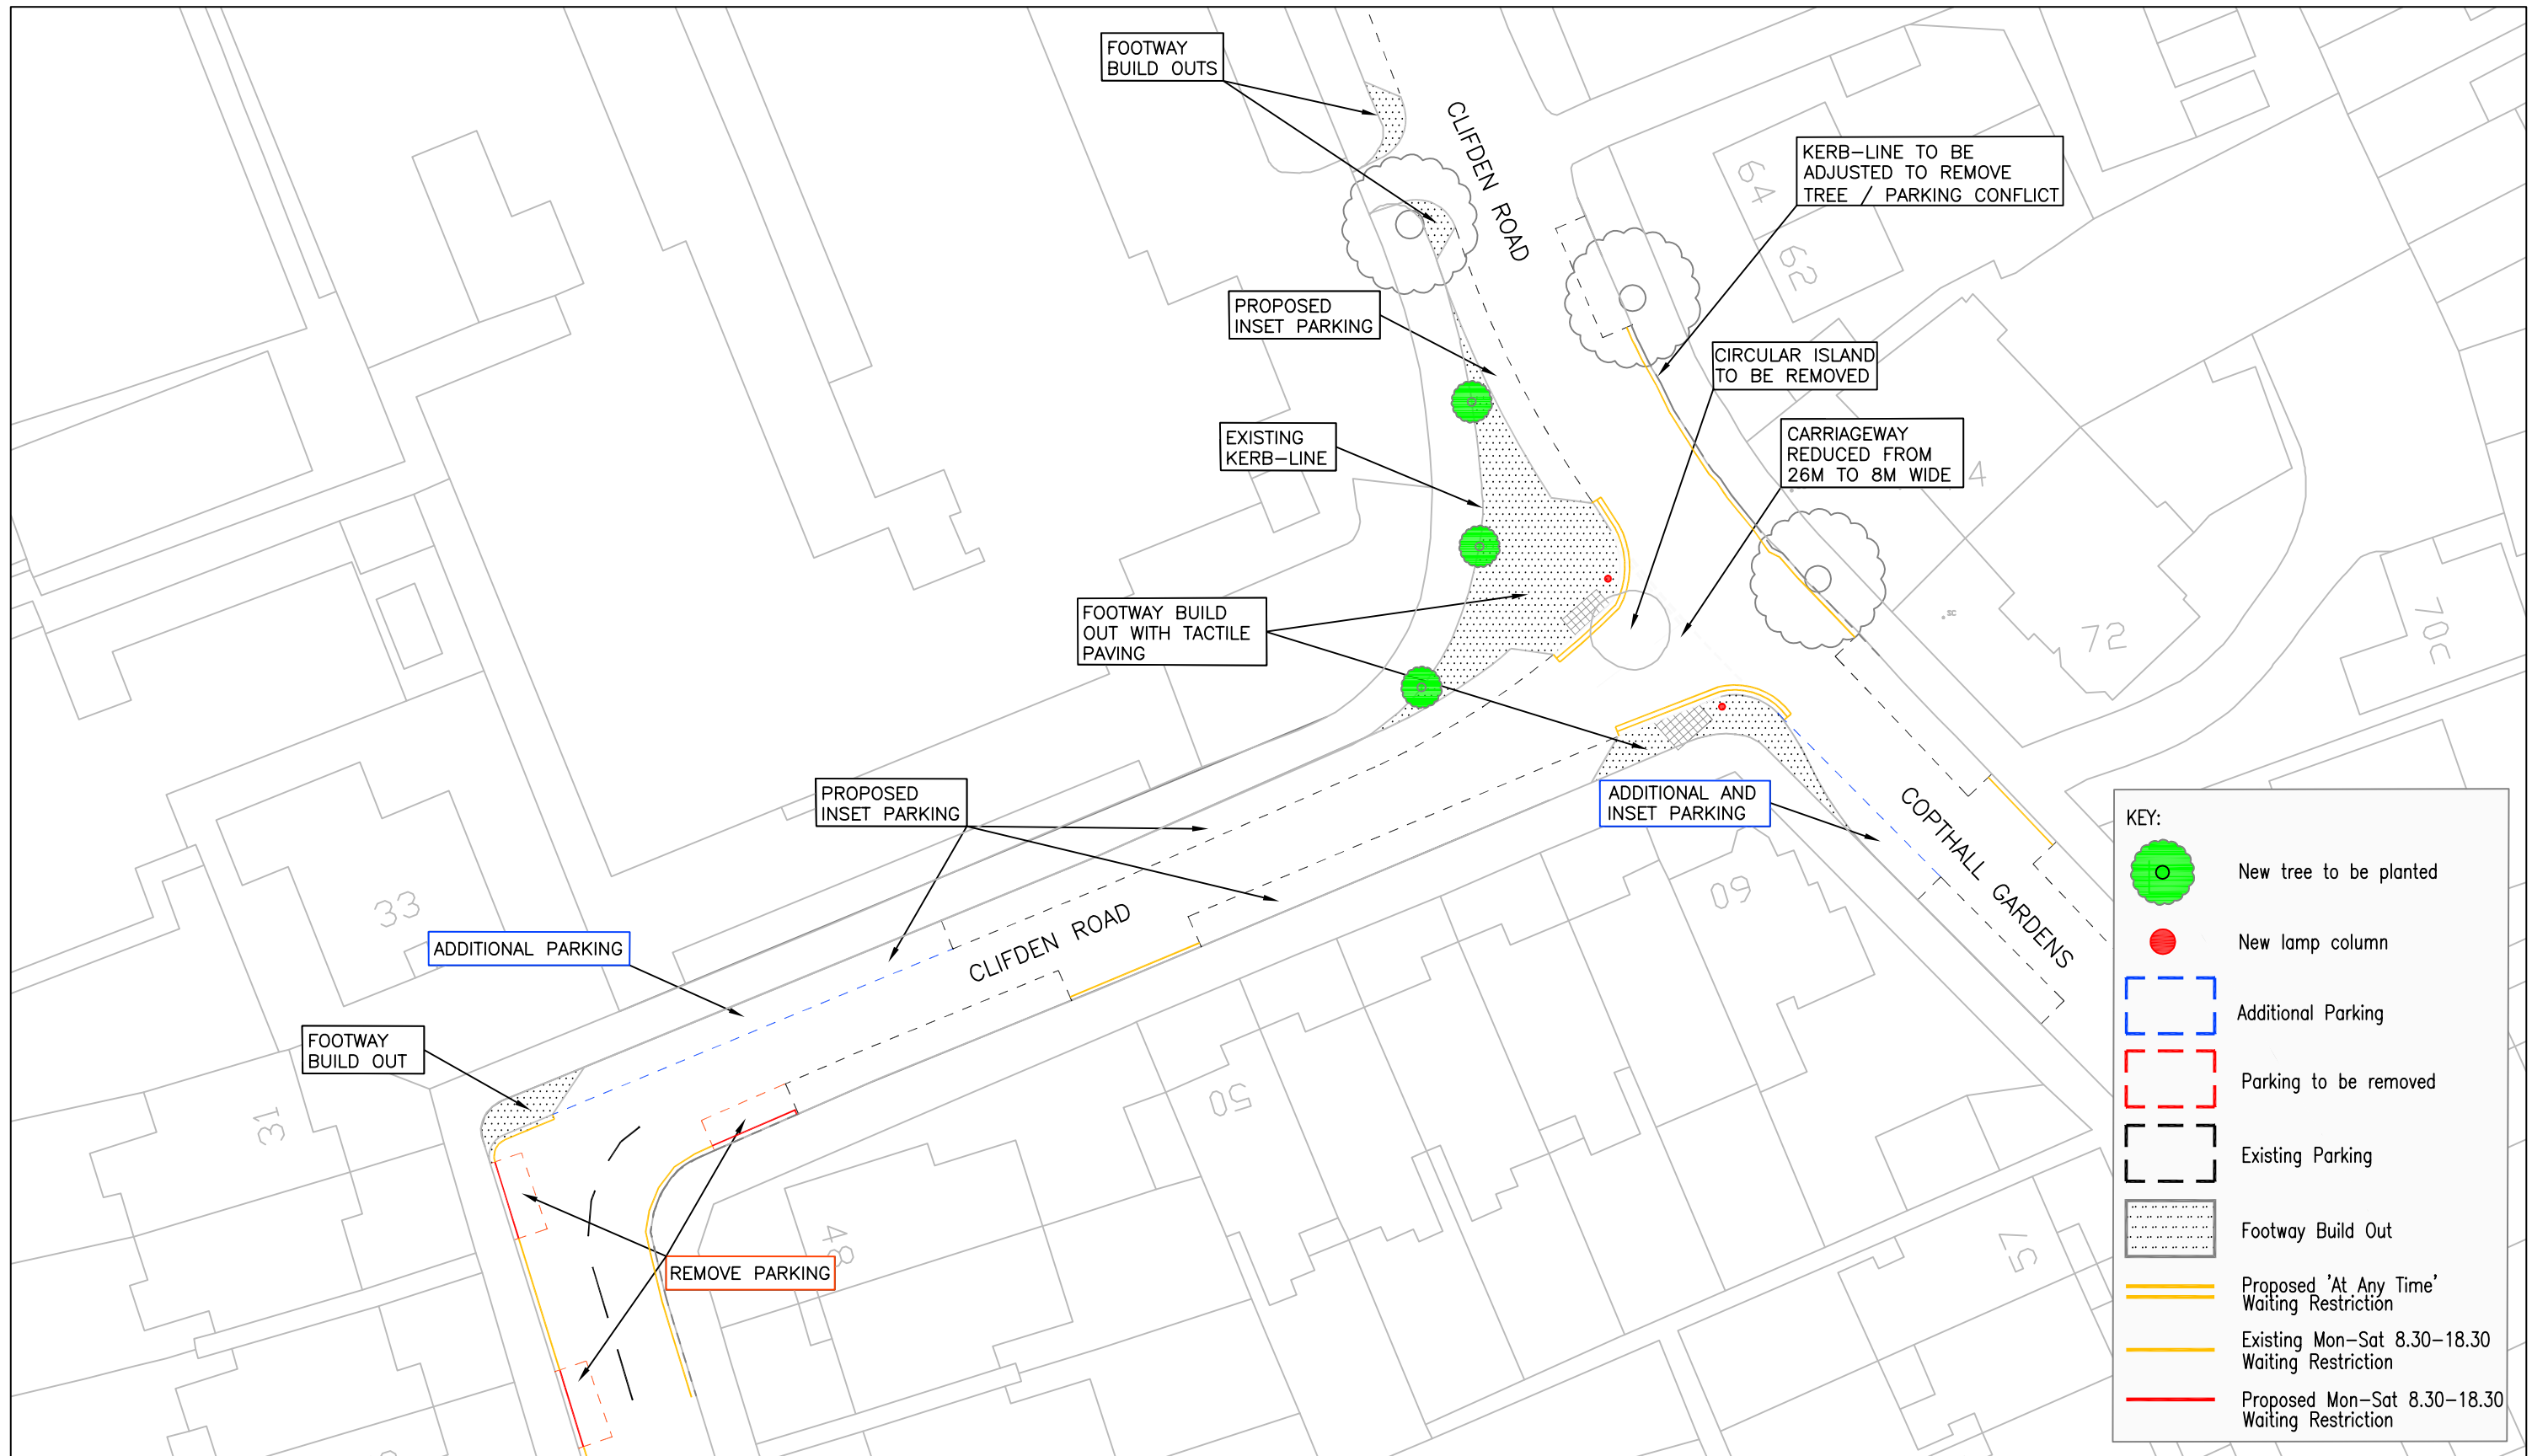 FOOTWAY
BUILD OUTS
CLIFDEN ROAD
KERB-LINE TO BE
ADJUSTED TO REMOVE
TREE / PARKING CONFLICT
64
62
PROPOSED
INSET PARKING
CIRCULAR ISLAND
TO BE REMOVED
EXISTING
KERB-LINE
CARRIAGEWAY
REDUCED FROM
26M TO 8M WIDE
4
FOOTWAY BUILD
OUT WITH TACTILE
PAVING
SC
72
70C
PROPOSED
INSET PARKING
ADDITIONAL AND
INSET PARKING
COPTHALL GARDENS
33
60
ADDITIONAL PARKING
CLIFDEN ROAD
FOOTWAY
BUILD OUT
31
50
48
57
REMOVE PARKING
KEY:
New tree to be planted
New lamp column
Additional Parking
Parking to be removed
Existing Parking
Footway Build Out
Proposed 'At Any Time'
Waiting Restriction
Existing Mon-Sat 8.30-18.30
Waiting Restriction
Proposed Mon-Sat 8.30-18.30
Waiting Restriction